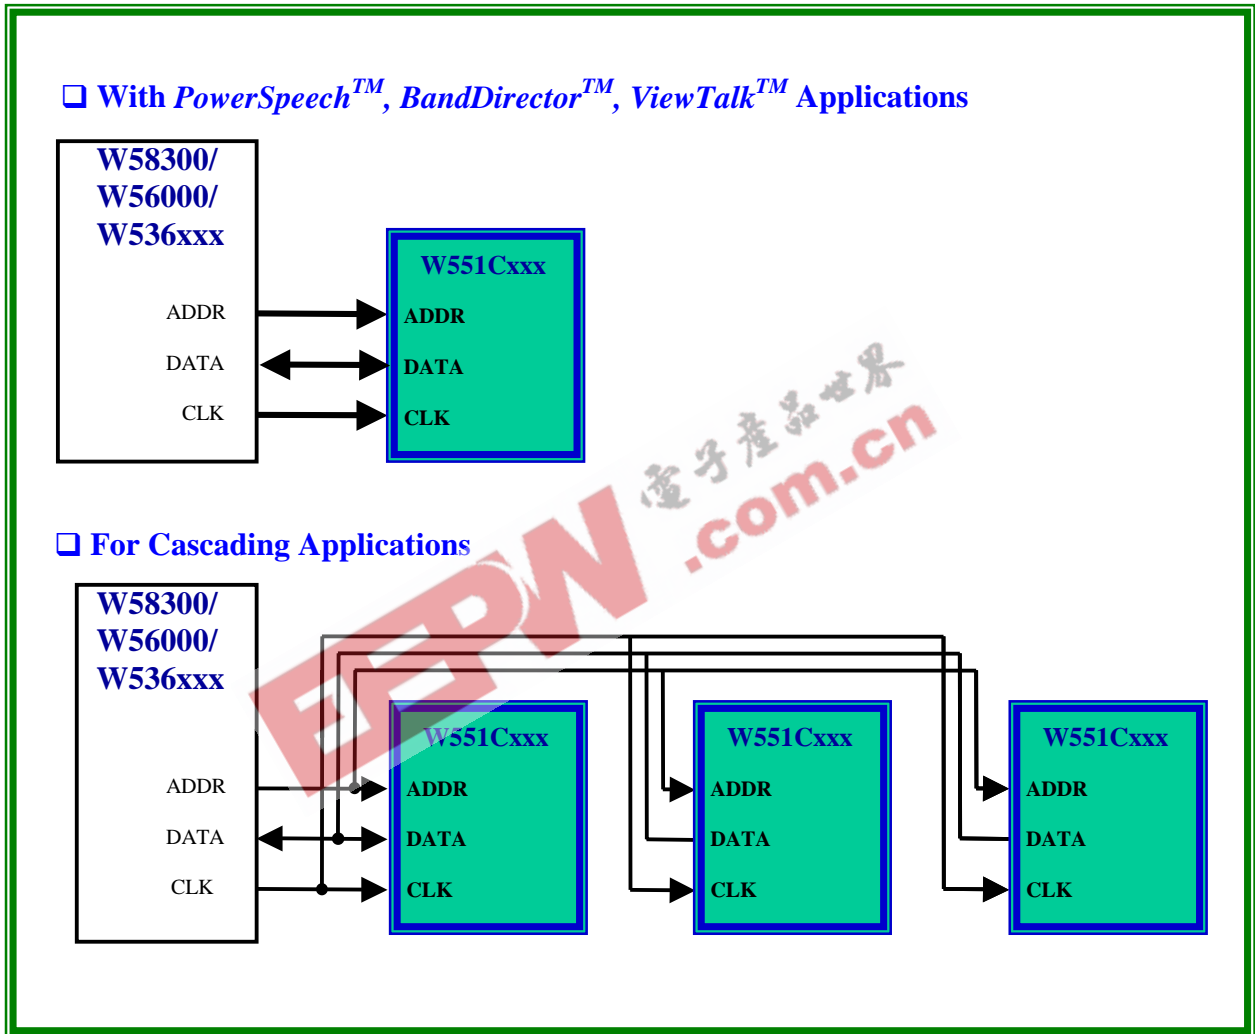 ❑ With PowerSpeech™, BandDirector™, ViewTalk™ Applications
W58300/
W56000/
W536xxx
ADDR
DATA
CLK
W551Cxxx
ADDR
DATA
CLK
電子產品世界
.com.cn
EEPW
❑ For Cascading Applications
W58300/
W56000/
W536xxx
ADDR
DATA
CLK
W551Cxxx
ADDR
DATA
CLK
W551Cxxx
ADDR
DATA
CLK
W551Cxxx
ADDR
DATA
CLK